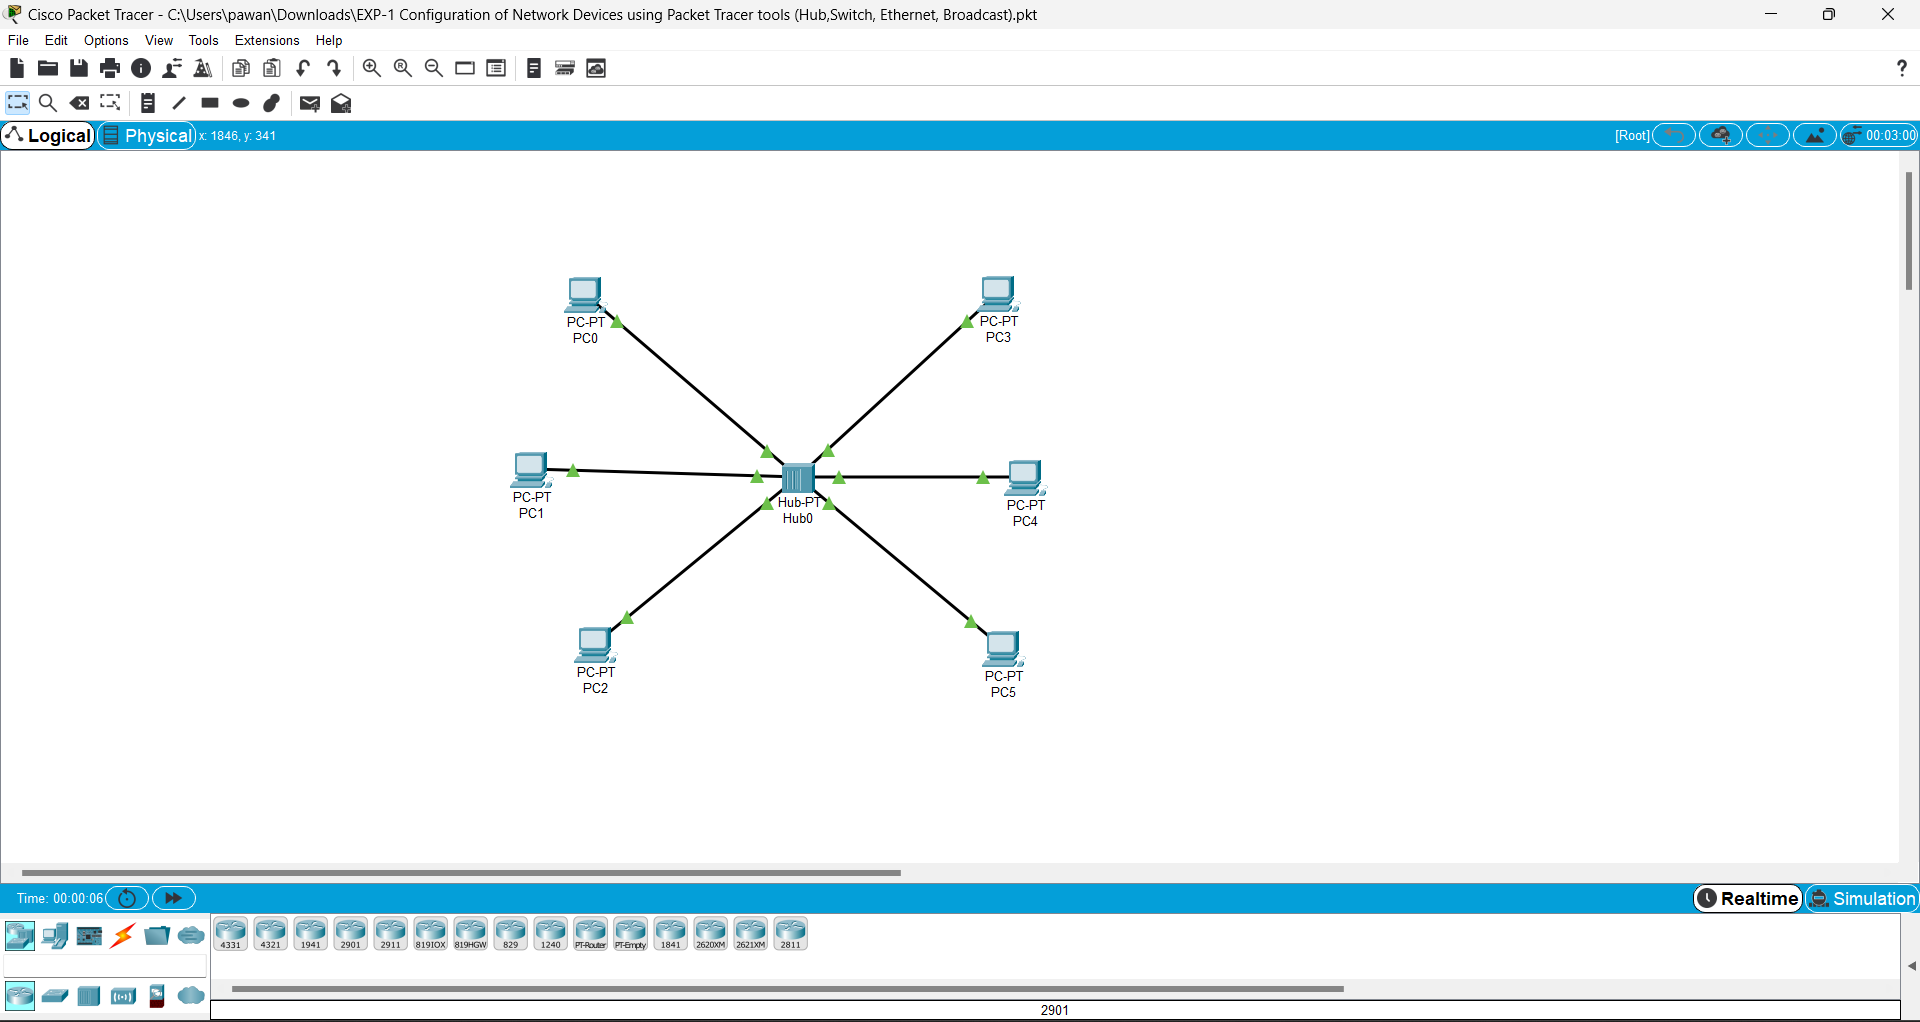 Cisco Packet Tracer - C:\Users\pawan\Downloads\EXP-1 Configuration of Network Devices using Packet Tracer tools (Hub,Switch, Ethernet, Broadcast).pkt
File Edit Options View Tools Extensions Help
?
Logical Physical x: 1846, y: 341 [Root] 00:03:00
PC-PT
PC0
PC-PT
PC3
PC-PT
PC1
Hub-PT
Hub0
PC-PT
PC4
PC-PT
PC2
PC-PT
PC5
Time: 00:00:06 Realtime Simulation
4331 4321 1941 2901 2911 819IOX 819HGW 829 1240 PT-Router PT-Empty 1841 2620XM 2621XM 2811
2901